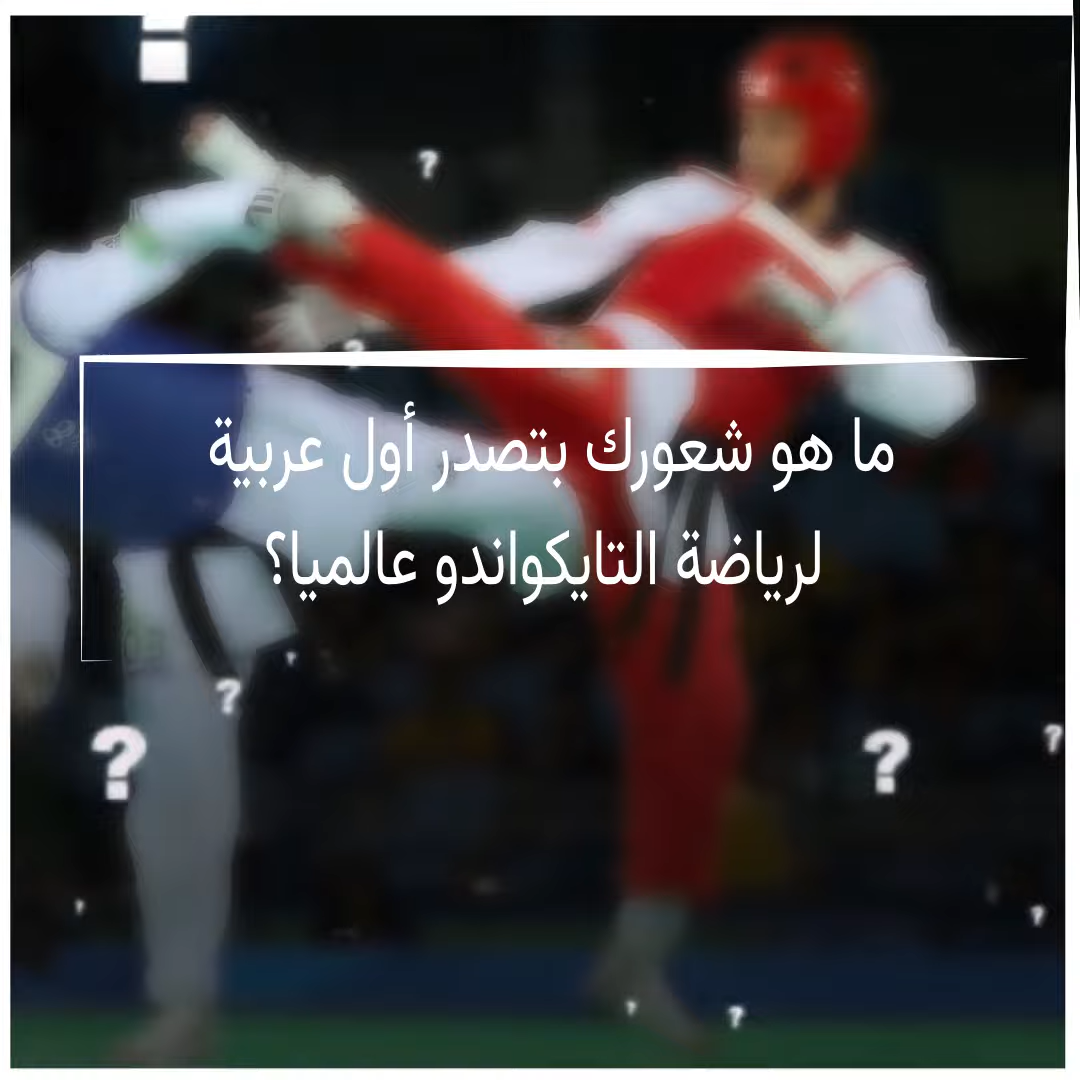 ما هو شعورك بتصدر أول عربية
لرياضة التايكواندو عالميا؟